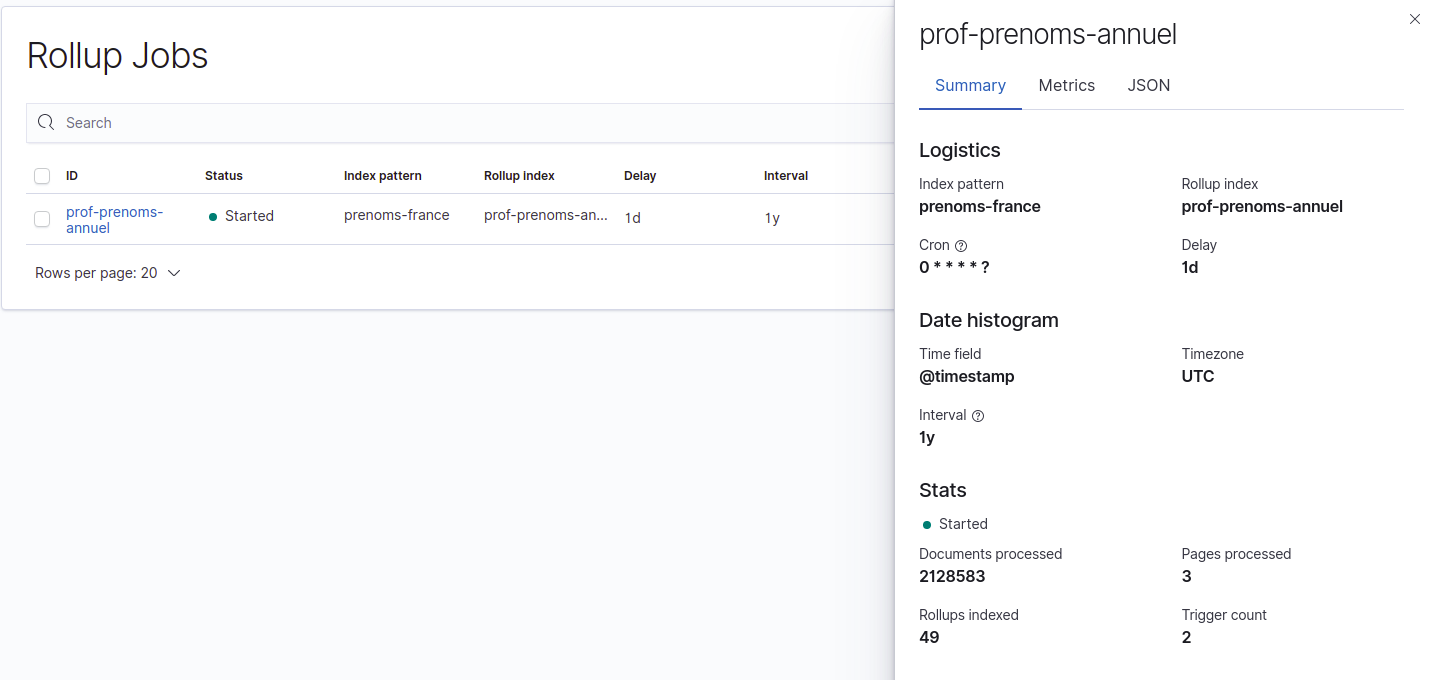 Rollup Jobs
Search
ID Status Index pattern Rollup index Delay Interval
prof-prenoms-
annuel Started prenoms-france prof-prenoms-an... 1d 1y
Rows per page: 20
prof-prenoms-annuel
Summary Metrics JSON
Logistics
Index pattern Rollup index
prenoms-france prof-prenoms-annuel
Cron Delay
0 * * * * ? 1d
Date histogram
Time field Timezone
@timestamp UTC
Interval
1y
Stats
Started
Documents processed Pages processed
2128583 3
Rollups indexed Trigger count
49 2